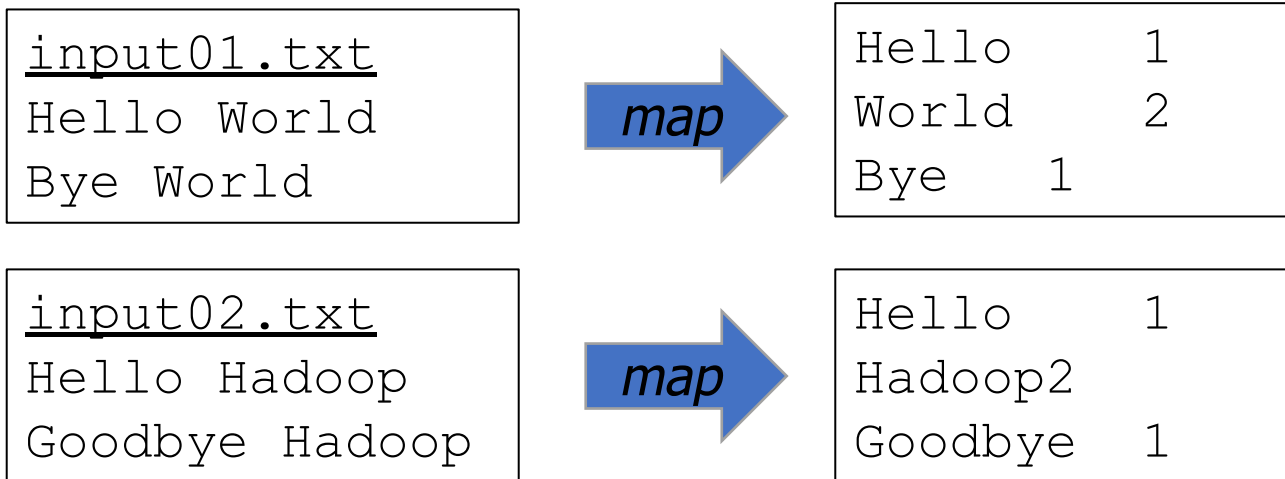 input01.txt
Hello World
Bye World
map
Hello 1
World 2
Bye 1
input02.txt
Hello Hadoop
Goodbye Hadoop
map
Hello 1
Hadoop2
Goodbye 1